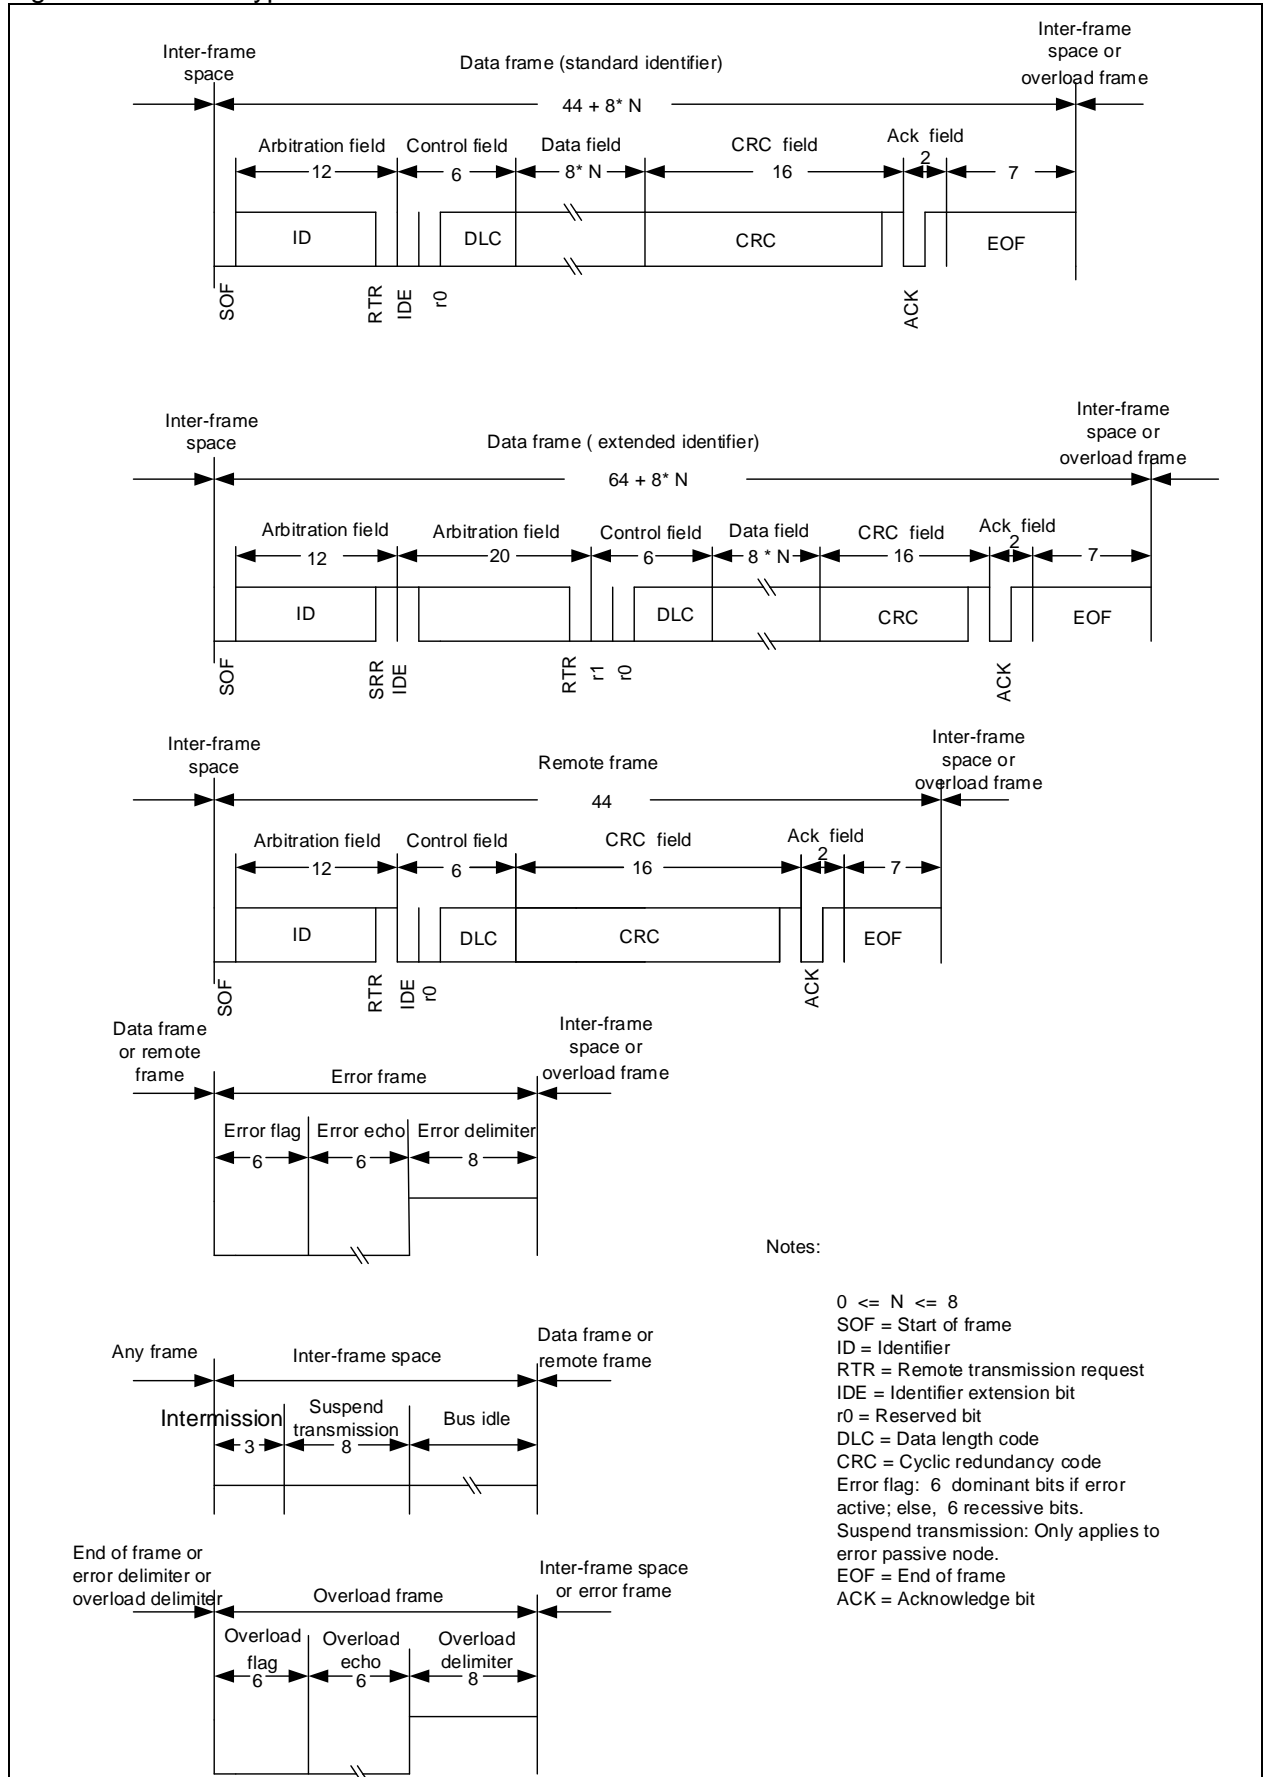 Inter-frame
space
Data frame (standard identifier)
Inter-frame
space or
overload frame
44 + 8* N
Arbitration field
Control field
Data field
CRC field
Ack field
12
6
8* N
16
2
7
ID
DLC
CRC
EOF
SOF
RTR
IDE
r0
ACK
Inter-frame
space
Data frame ( extended identifier)
Inter-frame
space or
overload frame
64 + 8* N
Arbitration field
Arbitration field
Control field
Data field
CRC field
Ack field
12
20
6
8 * N
16
2
7
ID
DLC
CRC
EOF
SOF
SRR
IDE
RTR
r1
r0
ACK
Inter-frame
space
Remote frame
Inter-frame
space or
overload frame
44
Arbitration field
Control field
CRC field
Ack field
12
6
16
2
7
ID
DLC
CRC
EOF
SOF
RTR
IDE
r0
ACK
Data frame
or remote
frame
Error frame
Inter-frame
space or
overload frame
Error flag
Error echo
Error delimiter
6
6
8
Any frame
Inter-frame space
Data frame or
remote frame
Intermission
Suspend
transmission
Bus idle
3
8
End of frame or
error delimiter or
overload delimiter
Overload frame
Inter-frame space
or error frame
Overload
flag
Overload
echo
Overload
delimiter
6
6
8
Notes:
0 <= N <= 8
SOF = Start of frame
ID = Identifier
RTR = Remote transmission request
IDE = Identifier extension bit
r0 = Reserved bit
DLC = Data length code
CRC = Cyclic redundancy code
Error flag: 6 dominant bits if error
active; else, 6 recessive bits.
Suspend transmission: Only applies to
error passive node.
EOF = End of frame
ACK = Acknowledge bit